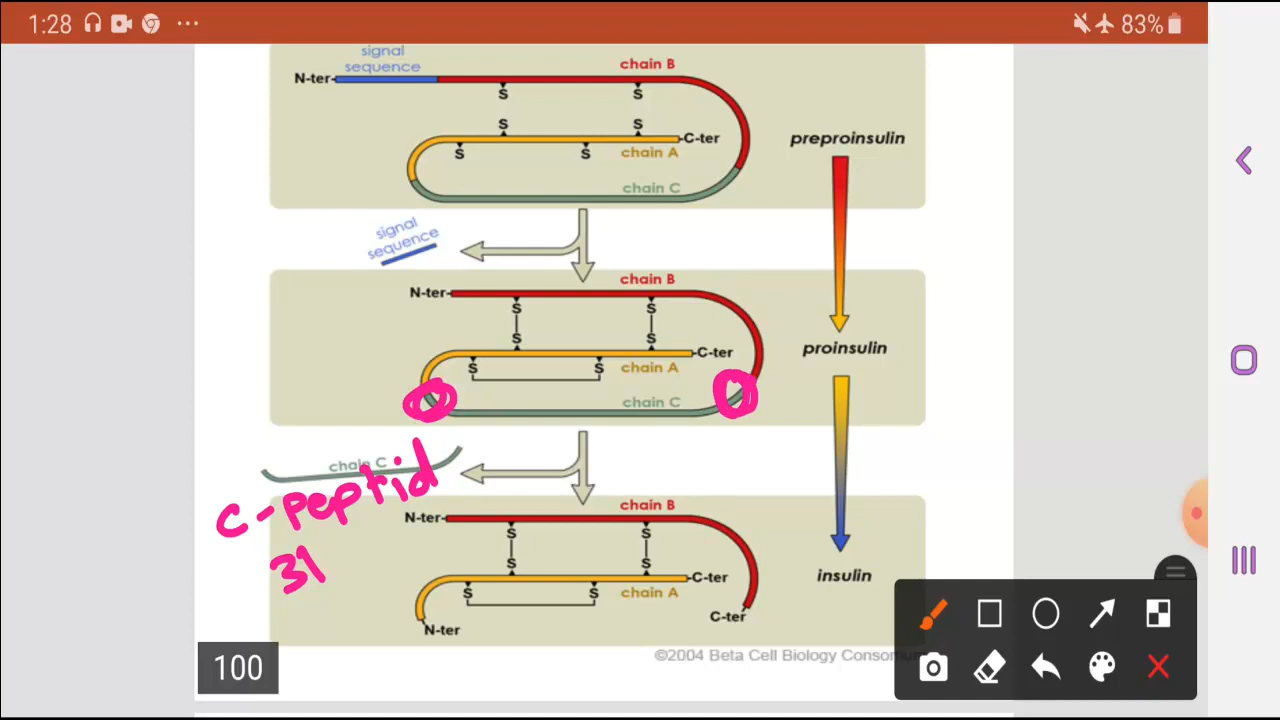 1:28 ... 83%
signal
sequence
chain B
N-ter
S S
S S
C-ter
S S
chain A
preproinsulin
chain C
signal
sequence
chain B
N-ter
S S
S S
C-ter
S S
chain A
proinsulin
chain C
chain C
C-peptid
31
chain B
N-ter
S S
S S
C-ter
S S
chain A
insulin
C-ter
N-ter
©2004 Beta Cell Biology Consortium
100